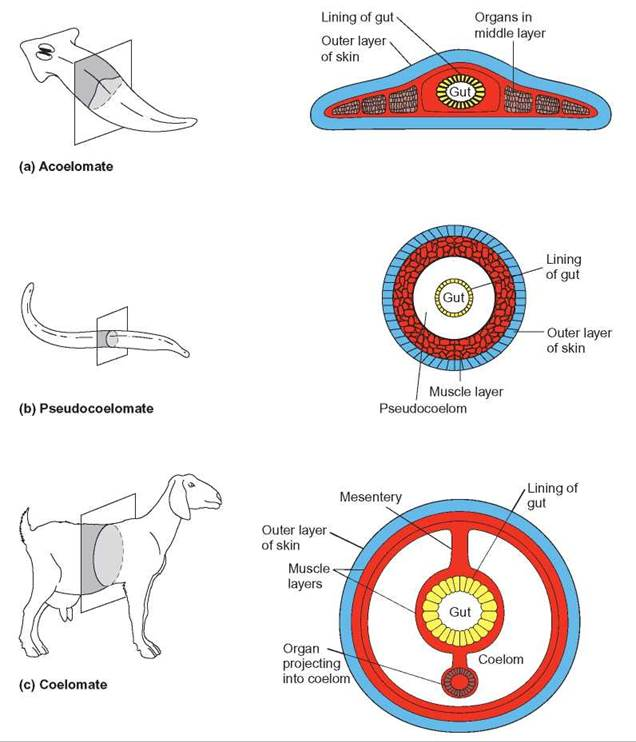 Lining of gut
Outer layer
of skin
Organs in
middle layer
Gut
(a) Acoelomate
Lining
of gut
Gut
Outer layer
of skin
Muscle layer
Pseudocoelom
(b) Pseudocoelomate
Mesentery
Lining of
gut
Outer layer
of skin
Muscle
layers
Gut
Organ
projecting
into coelom
Coelom
(c) Coelomate